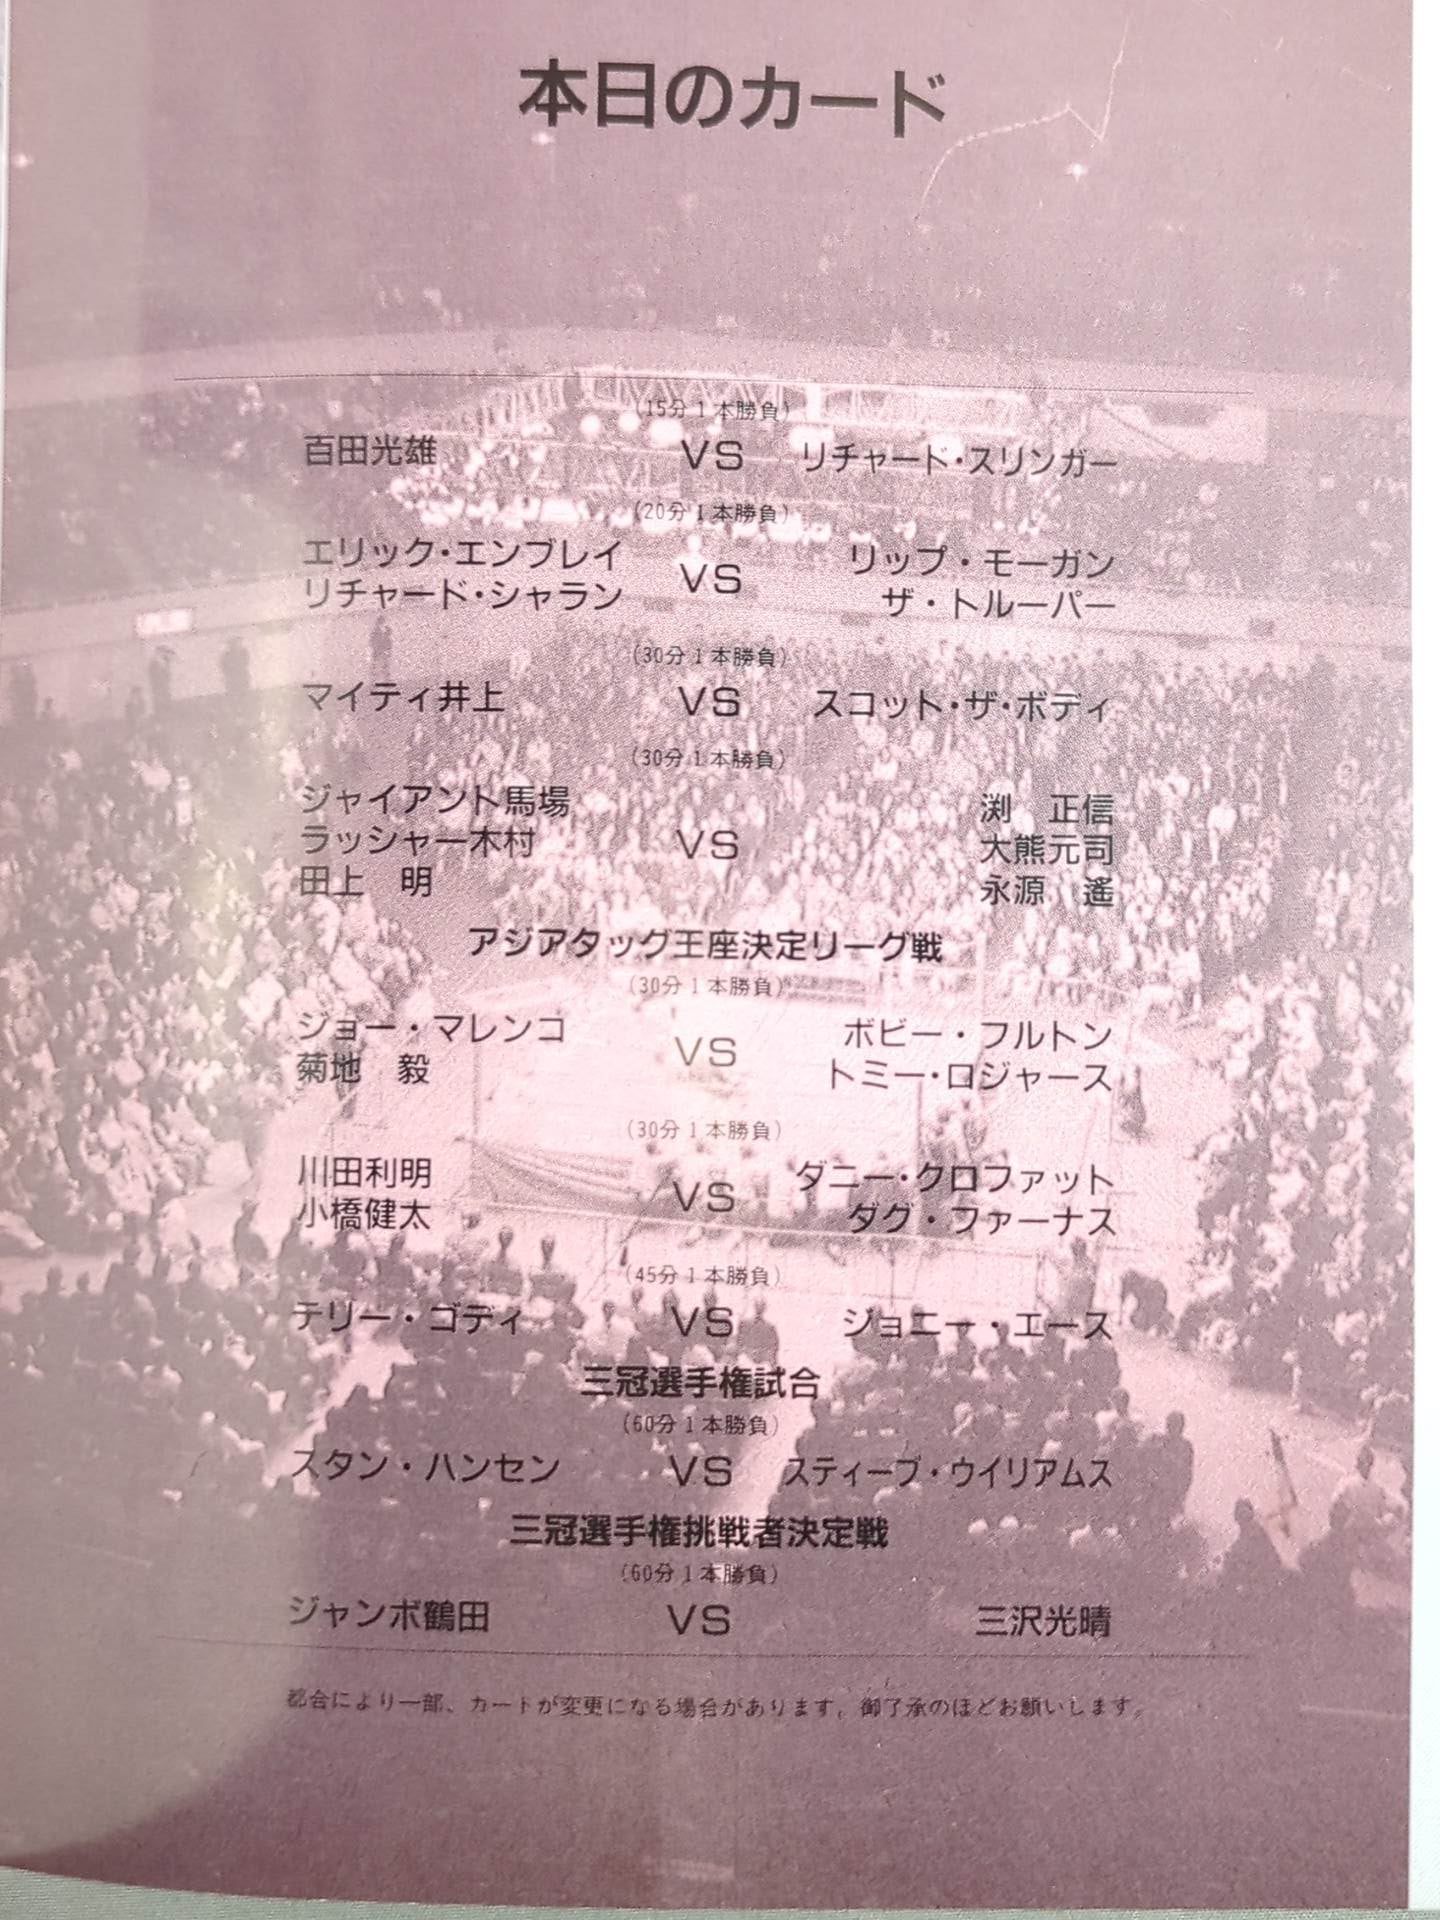 本日のカード
(15分1本勝負)
百田光雄 VS リチャード・スリンガー
(20分1本勝負)
エリック・エンブレイ リップ・モーガン
VS
リチャード・シャラン ザ・トルーパー
(30分1本勝負)
マイティ井上 VS スコット・ザ・ボディ
(30分1本勝負)
ジャイアント馬場 渕　正信
ラッシャー木村 VS 大熊元司
田上　明 永源　遙
アジアタッグ王座決定リーグ戦
(30分1本勝負)
ジョー・マレンコ ボビー・フルトン
VS
菊地　毅 トミー・ロジャース
(30分1本勝負)
川田利明 ダニー・クロファット
VS
小橋健太 ダグ・ファーナス
(45分1本勝負)
テリー・ゴディ VS ジョニー・エース
三冠選手権試合
(60分1本勝負)
スタン・ハンセン VS スティーブ・ウイリアムス
三冠選手権挑戦者決定戦
(60分1本勝負)
ジャンボ鶴田 VS 三沢光晴
都合により一部、カードが変更になる場合があります。御了承のほどお願いします。